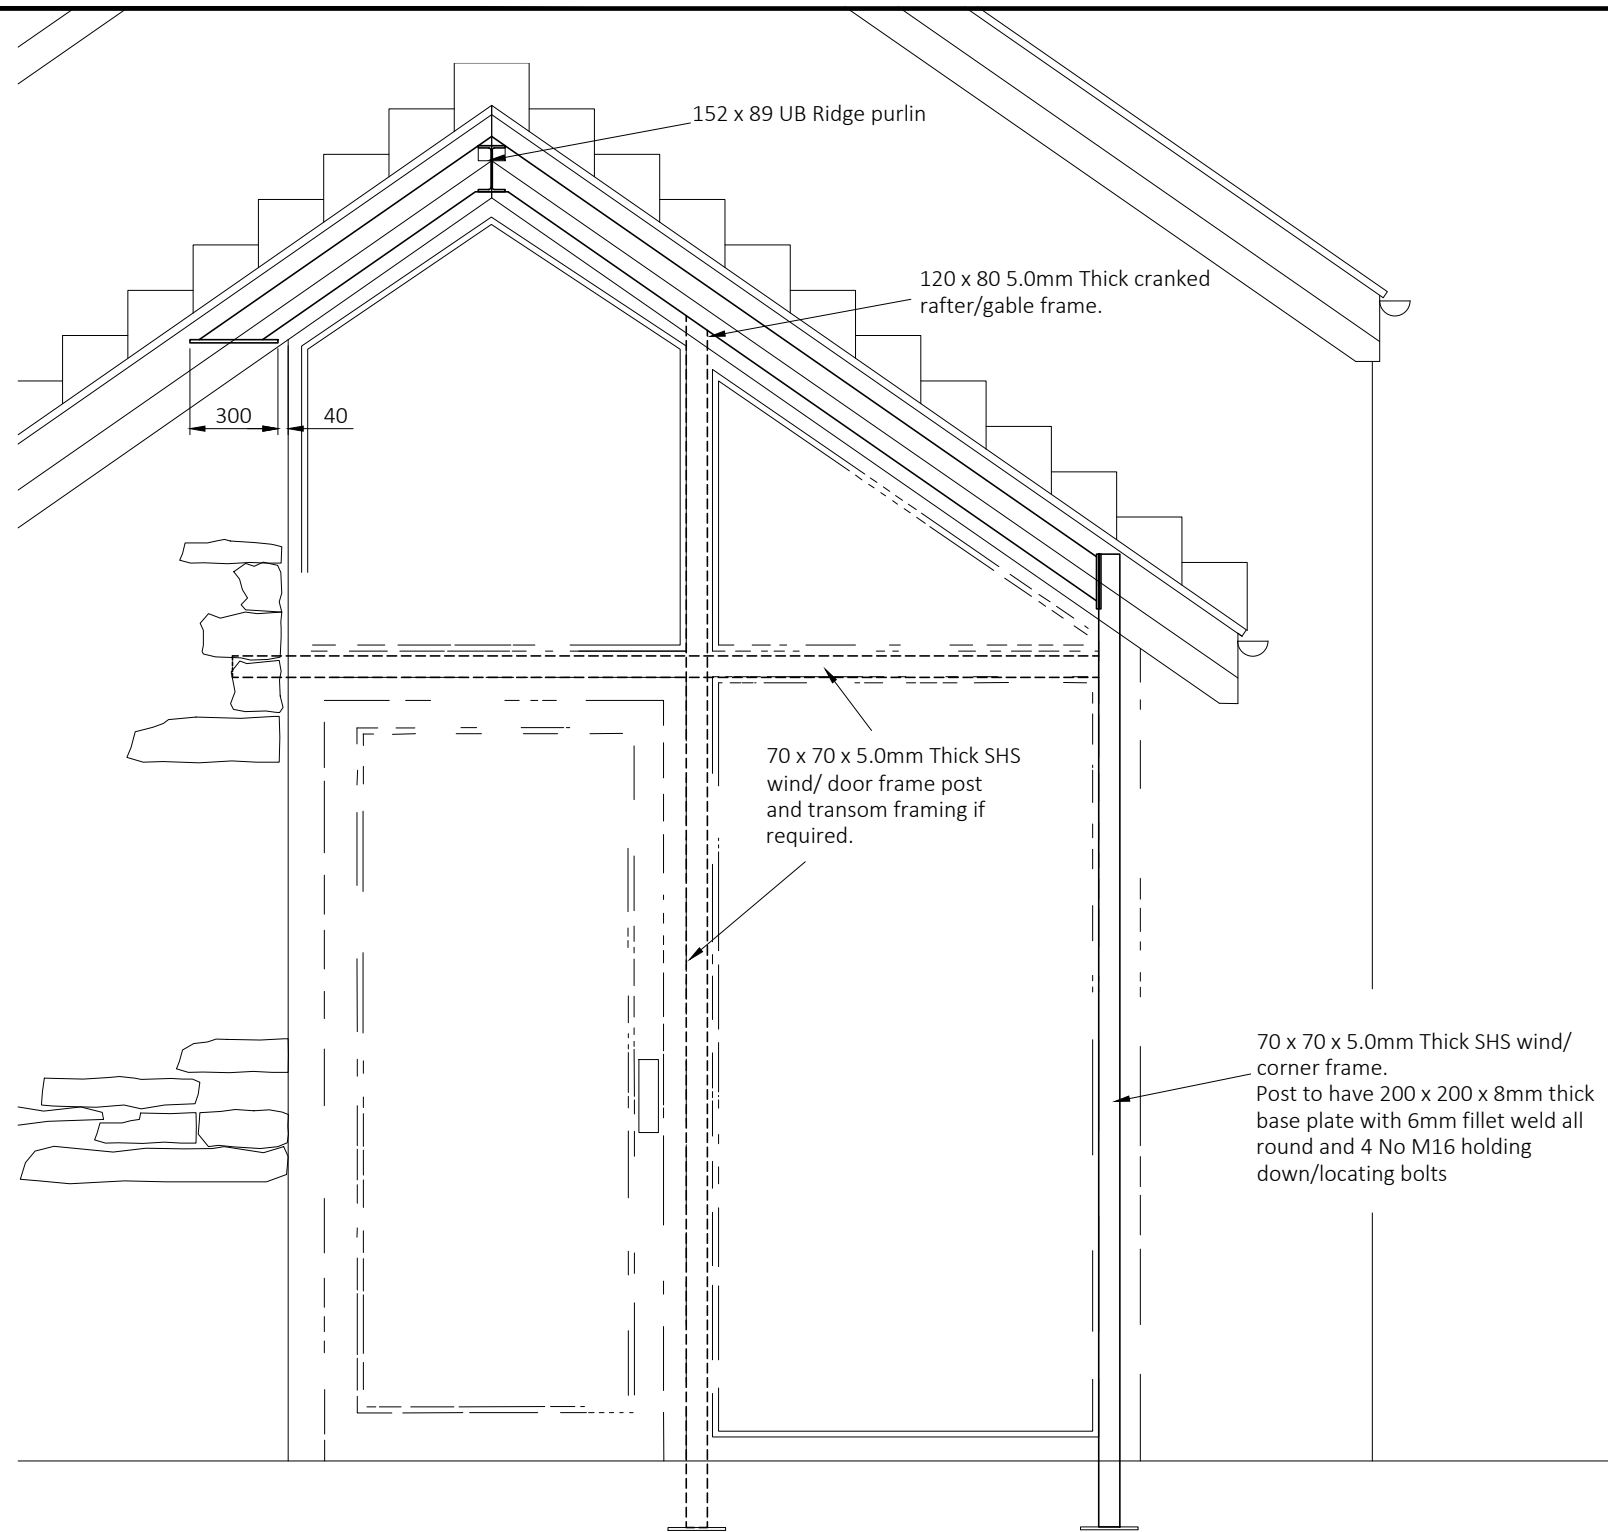 152 x 89 UB Ridge purlin
120 x 80 5.0mm Thick cranked
rafter/gable frame.
300
40
70 x 70 x 5.0mm Thick SHS
wind/ door frame post
and transom framing if
required.
70 x 70 x 5.0mm Thick SHS wind/
corner frame.
Post to have 200 x 200 x 8mm thick
base plate with 6mm fillet weld all
round and 4 No M16 holding
down/locating bolts